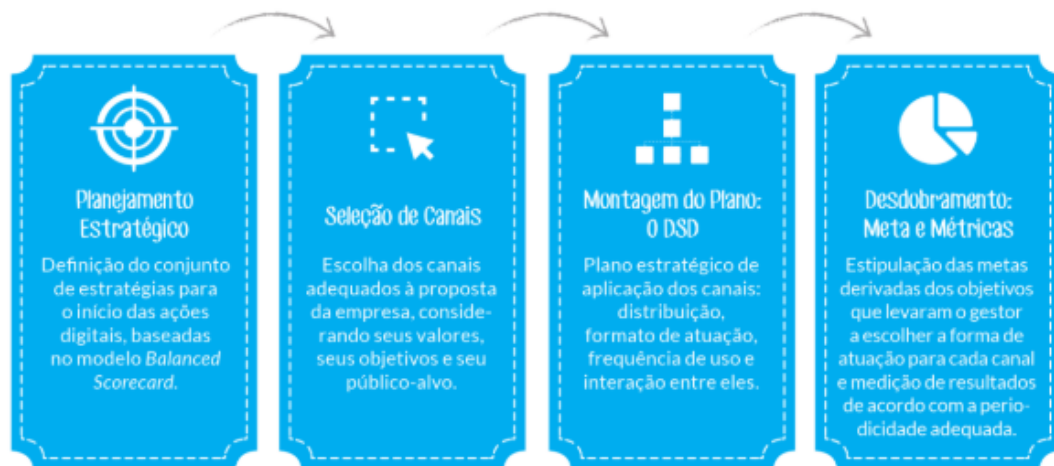 Planejamento
Estratégico
Definição do conjunto
de estratégias para
o início das ações
digitais, baseadas
no modelo Balanced
Scorecard.
Seleção de Canais
Escolha dos canais
adequados à proposta
da empresa, conside-
rando seus valores,
seus objetivos e seu
público-alvo.
Montagem do Plano:
O DSD
Plano estratégico de
aplicação dos canais:
distribuição,
formato de atuação,
frequência de uso e
interação entre eles.
Desdobramento:
Meta e Métricas
Estipulação das metas
derivadas dos objetivos
que levaram o gestor
a escolher a forma de
atuação para cada canal
e medição de resultados
de acordo com a perio-
dicidade adequada.